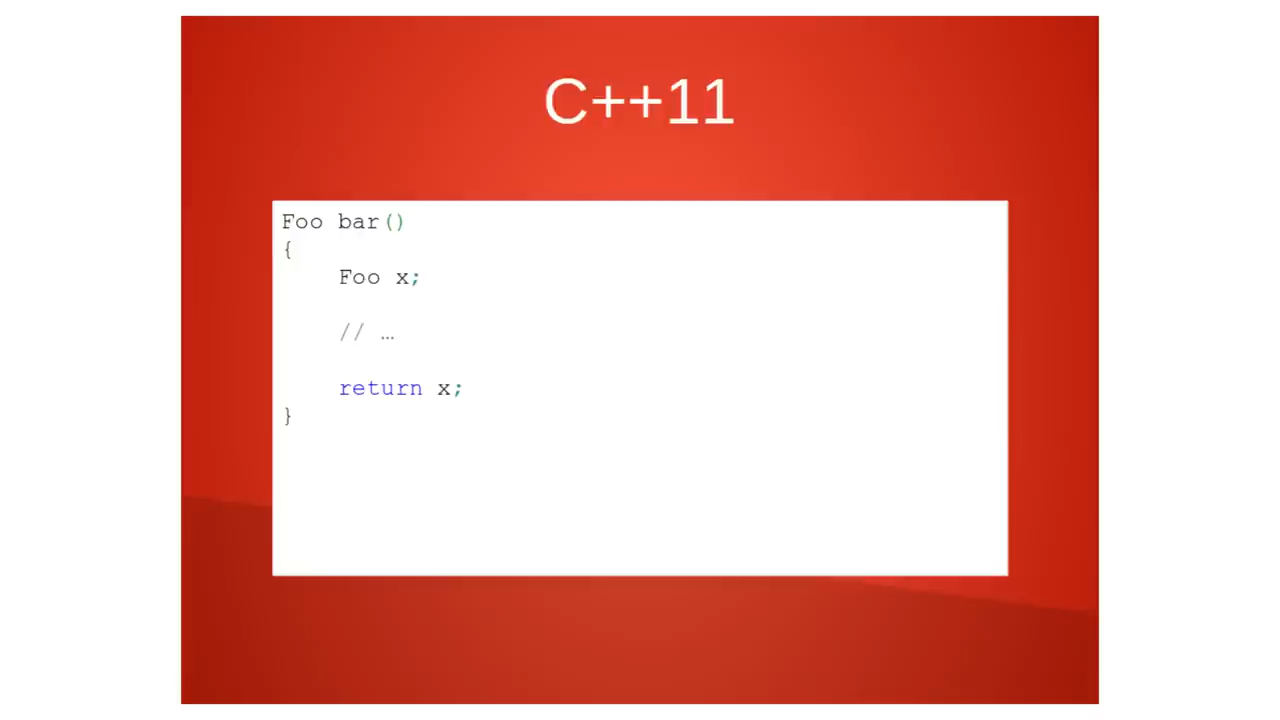 C++11
Foo bar()
{
    Foo x;
    // …
    return x;
}